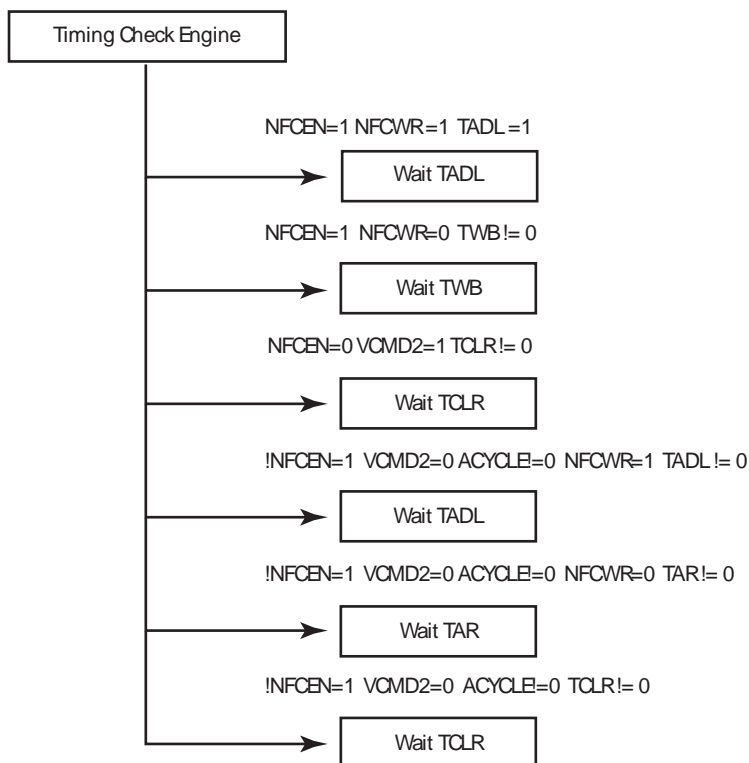 Timing Check Engine
NFCEN=1 NFCWR=1 TADL=1
Wait TADL
NFCEN=1 NFCWR=0 TWB != 0
Wait TWB
NFCEN=0 VCMD2=1 TCLR != 0
Wait TCLR
!NFCEN=1 VCMD2=0 ACYCLE!=0 NFCWR=1 TADL != 0
Wait TADL
!NFCEN=1 VCMD2=0 ACYCLE!=0 NFCWR=0 TAR != 0
Wait TAR
!NFCEN=1 VCMD2=0 ACYCLE!=0 TCLR != 0
Wait TCLR